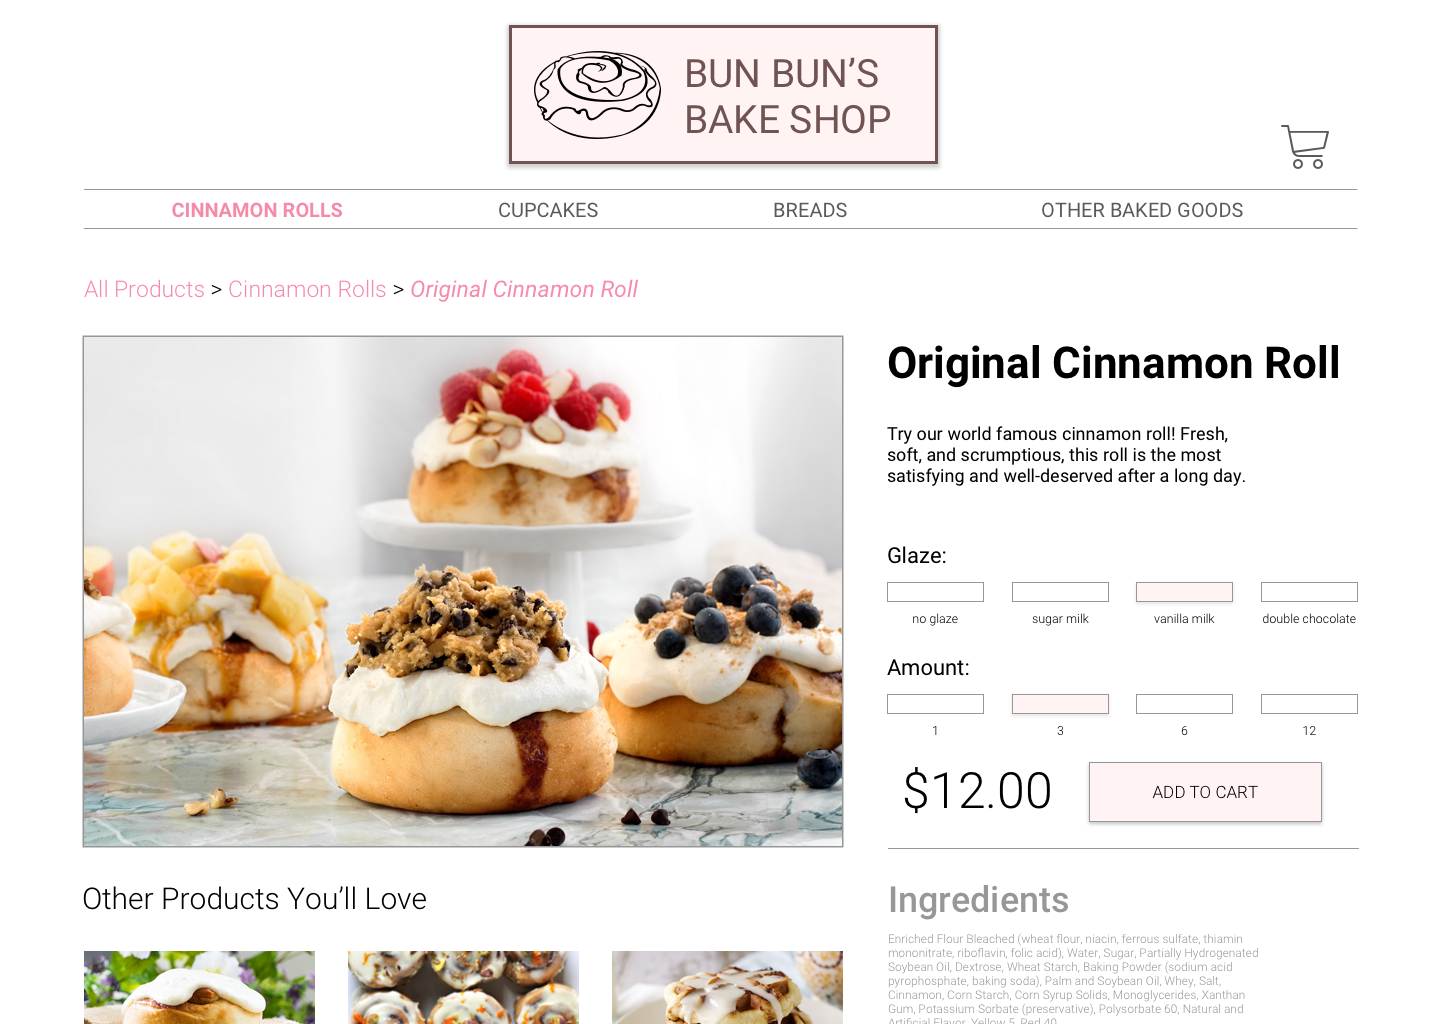 BUN BUN’S
BAKE SHOP
CINNAMON ROLLS
CUPCAKES
BREADS
OTHER BAKED GOODS
All Products > Cinnamon Rolls > Original Cinnamon Roll
Original Cinnamon Roll
Try our world famous cinnamon roll! Fresh,
soft, and scrumptious, this roll is the most
satisfying and well-deserved after a long day.
Glaze:
no glaze
sugar milk
vanilla milk
double chocolate
Amount:
1
3
6
12
$12.00
ADD TO CART
Other Products You’ll Love
Ingredients
Enriched Flour Bleached (wheat flour, niacin, ferrous sulfate, thiamin
mononitrate, riboflavin, folic acid), Water, Sugar, Partially Hydrogenated
Soybean Oil, Dextrose, Wheat Starch, Baking Powder (sodium acid
pyrophosphate, baking soda), Palm and Soybean Oil, Whey, Salt,
Cinnamon, Corn Starch, Corn Syrup Solids, Monoglycerides, Xanthan
Gum, Potassium Sorbate (preservative), Polysorbate 60, Natural and
Artificial Flavor, Yellow 5, Red 40